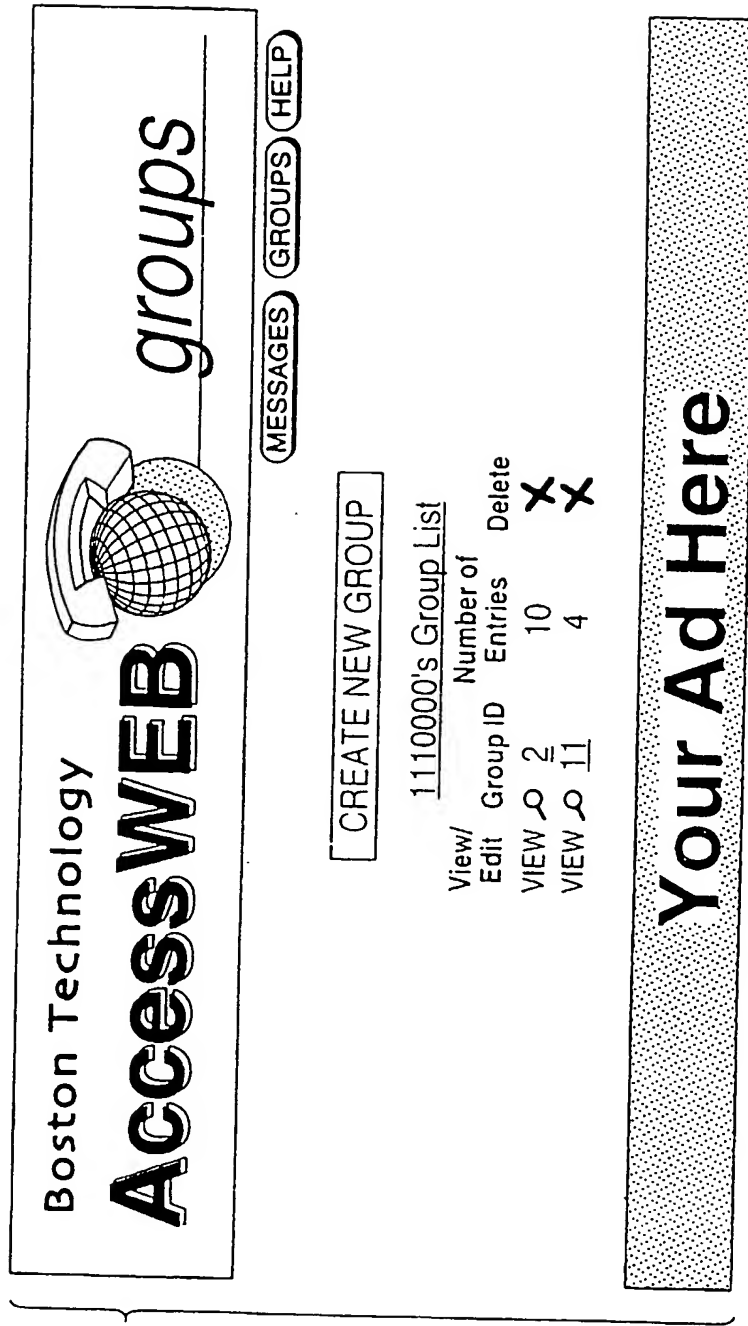 Boston Technology
AccessWEB groups
MESSAGES GROUPS HELP
CREATE NEW GROUP
1110000's Group List
View/ Number of
Edit Group ID Entries Delete
VIEW 2 10 X
VIEW 11 4 X
Your Ad Here